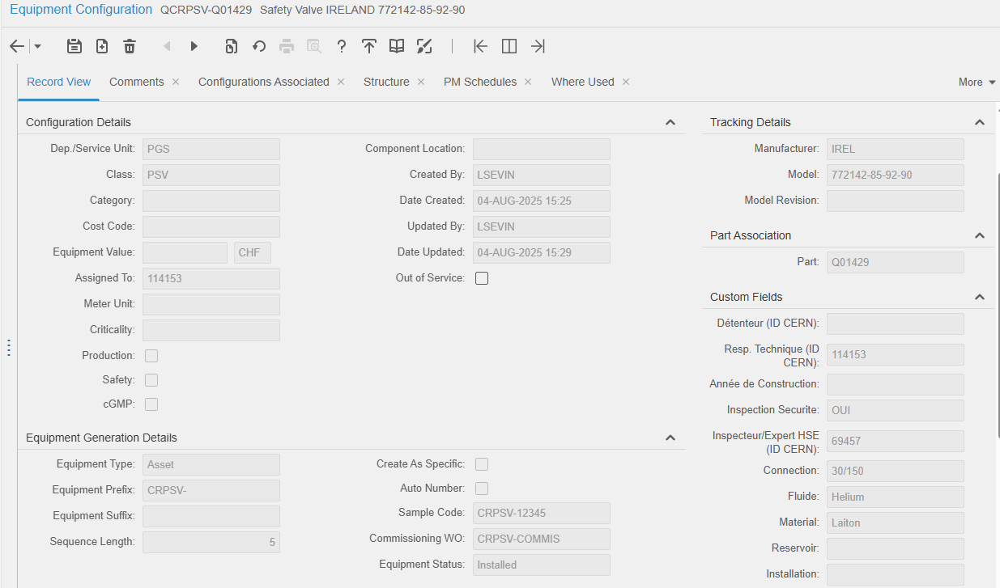 Equipment Configuration QCRPSV-Q01429 Safety Valve IRELAND 772142-85-92-90
Record View Comments × Configurations Associated × Structure × PM Schedules × Where Used × More
Configuration Details
Dep./Service Unit: PGS
Class: PSV
Category:
Cost Code:
Equipment Value: CHF
Assigned To: 114153
Meter Unit:
Criticality:
Production:
Safety:
cGMP:
Component Location:
Created By: LSEVIN
Date Created: 04-AUG-2025 15:25
Updated By: LSEVIN
Date Updated: 04-AUG-2025 15:29
Out of Service:
Equipment Generation Details
Equipment Type: Asset
Equipment Prefix: CRPSV-
Equipment Suffix:
Sequence Length: 5
Create As Specific:
Auto Number:
Sample Code: CRPSV-12345
Commissioning WO: CRPSV-COMMIS
Equipment Status: Installed
Tracking Details
Manufacturer: IREL
Model: 772142-85-92-90
Model Revision:
Part Association
Part: Q01429
Custom Fields
Détenteur (ID CERN):
Resp. Technique (ID
CERN): 114153
Année de Construction:
Inspection Securite: OUI
Inspecteur/Expert HSE
(ID CERN): 69457
Connection: 30/150
Fluide: Helium
Material: Laiton
Reservoir:
Installation: